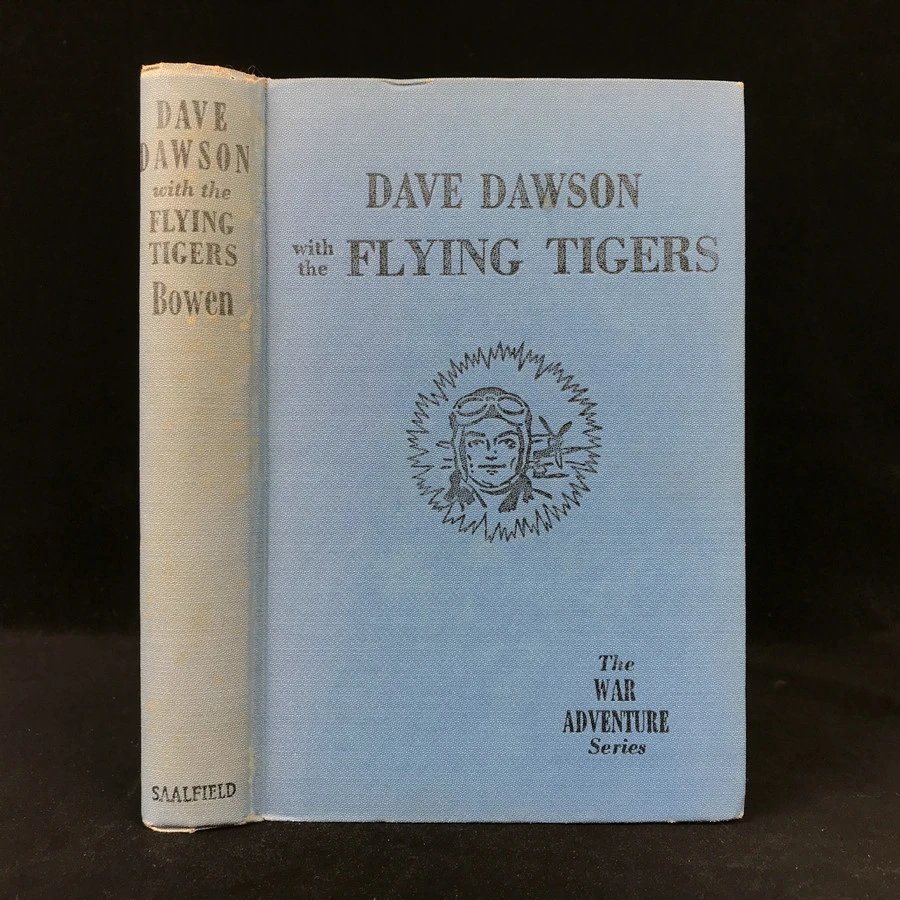 DAVE
DAWSON
with the
FLYING
TIGERS
Bowen
SAALFIELD
DAVE DAWSON
with the FLYING TIGERS
The
WAR
ADVENTURE
Series